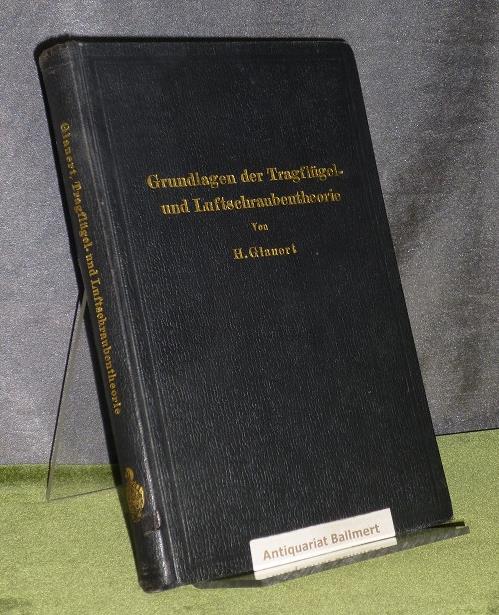 Grundlagen der Tragflügel-
und Luftschraubentheorie
Von
H. Glauert
Glauert, Tragflügel- und Luftschraubentheorie
Antiquariat Ballmert